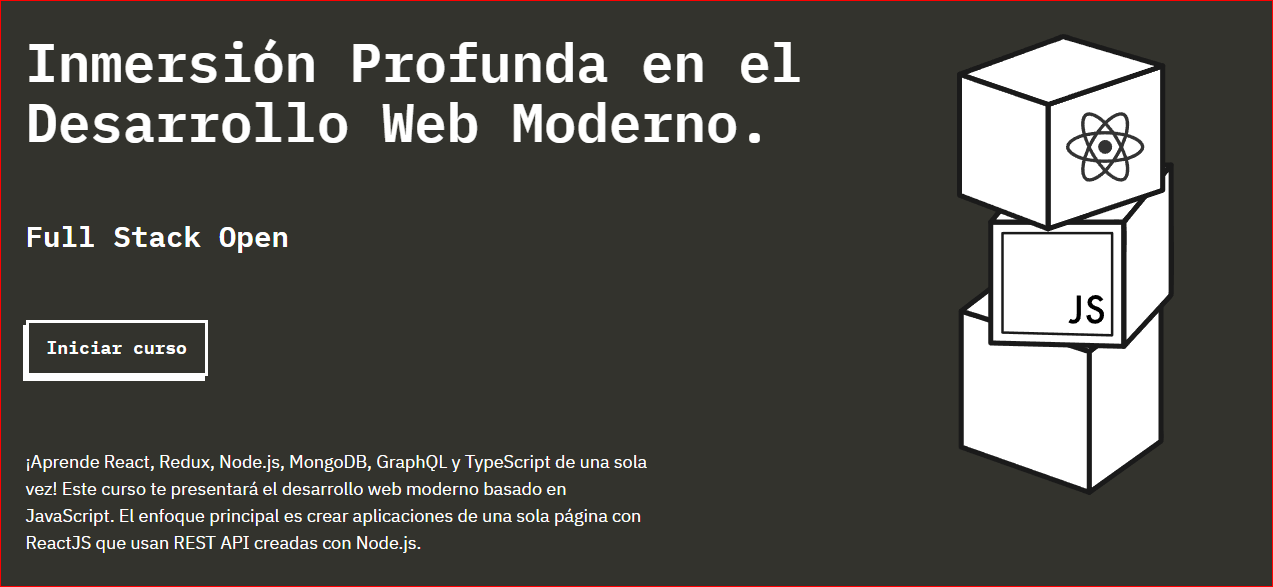 Inmersión Profunda en el
Desarrollo Web Moderno.
Full Stack Open
Iniciar curso
¡Aprende React, Redux, Node.js, MongoDB, GraphQL y TypeScript de una sola
vez! Este curso te presentará el desarrollo web moderno basado en
JavaScript. El enfoque principal es crear aplicaciones de una sola página con
ReactJS que usan REST API creadas con Node.js.
JS